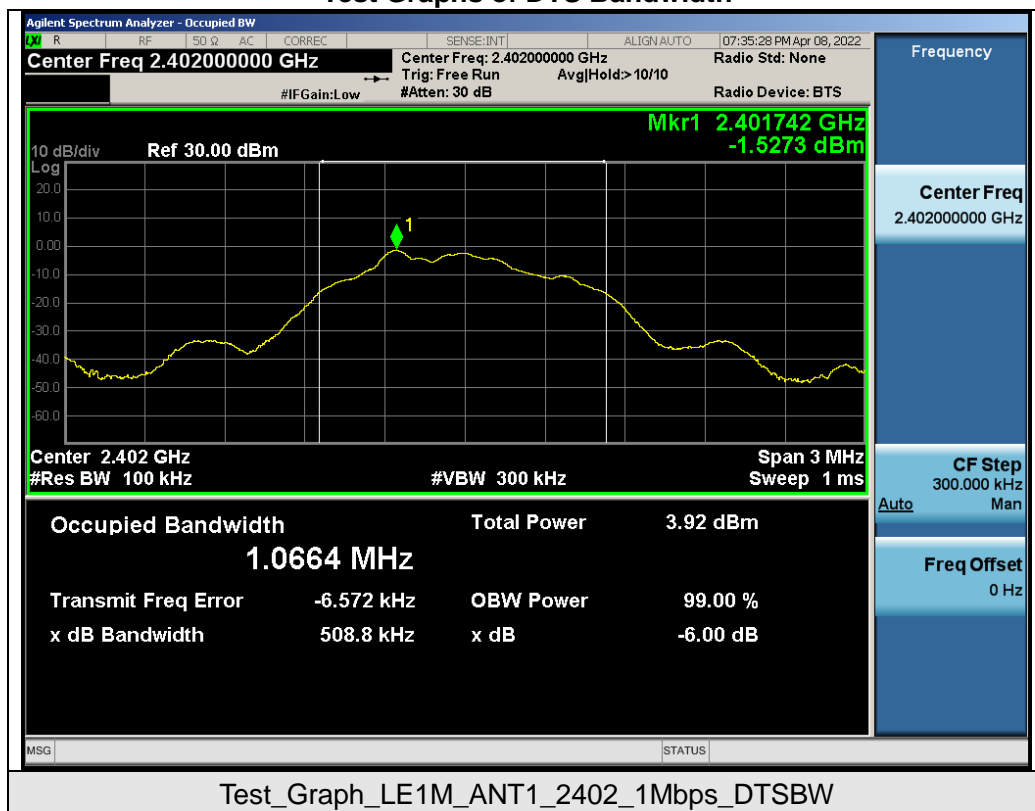 Test Graphs of DTS Bandwidth
Agilent Spectrum Analyzer - Occupied BW
LXI R RF 50 Ω AC CORREC SENSE:INT ALIGN AUTO 07:35:28 PM Apr 08, 2022
Center Freq 2.402000000 GHz
Center Freq: 2.402000000 GHz
Radio Std: None
Trig: Free Run Avg|Hold:> 10/10
#IFGain:Low #Atten: 30 dB Radio Device: BTS
Mkr1 2.401742 GHz
-1.5273 dBm
10 dB/div Ref 30.00 dBm
Log
20.0
10.0
0.00
-10.0
-20.0
-30.0
-40.0
-50.0
-60.0
1
Center 2.402 GHz Span 3 MHz
#Res BW 100 kHz #VBW 300 kHz Sweep 1 ms
Occupied Bandwidth Total Power 3.92 dBm
1.0664 MHz
Transmit Freq Error -6.572 kHz OBW Power 99.00 %
x dB Bandwidth 508.8 kHz x dB -6.00 dB
MSG STATUS
Frequency
Center Freq
2.402000000 GHz
CF Step
300.000 kHz
Auto Man
Freq Offset
0 Hz
Test_Graph_LE1M_ANT1_2402_1Mbps_DTSBW